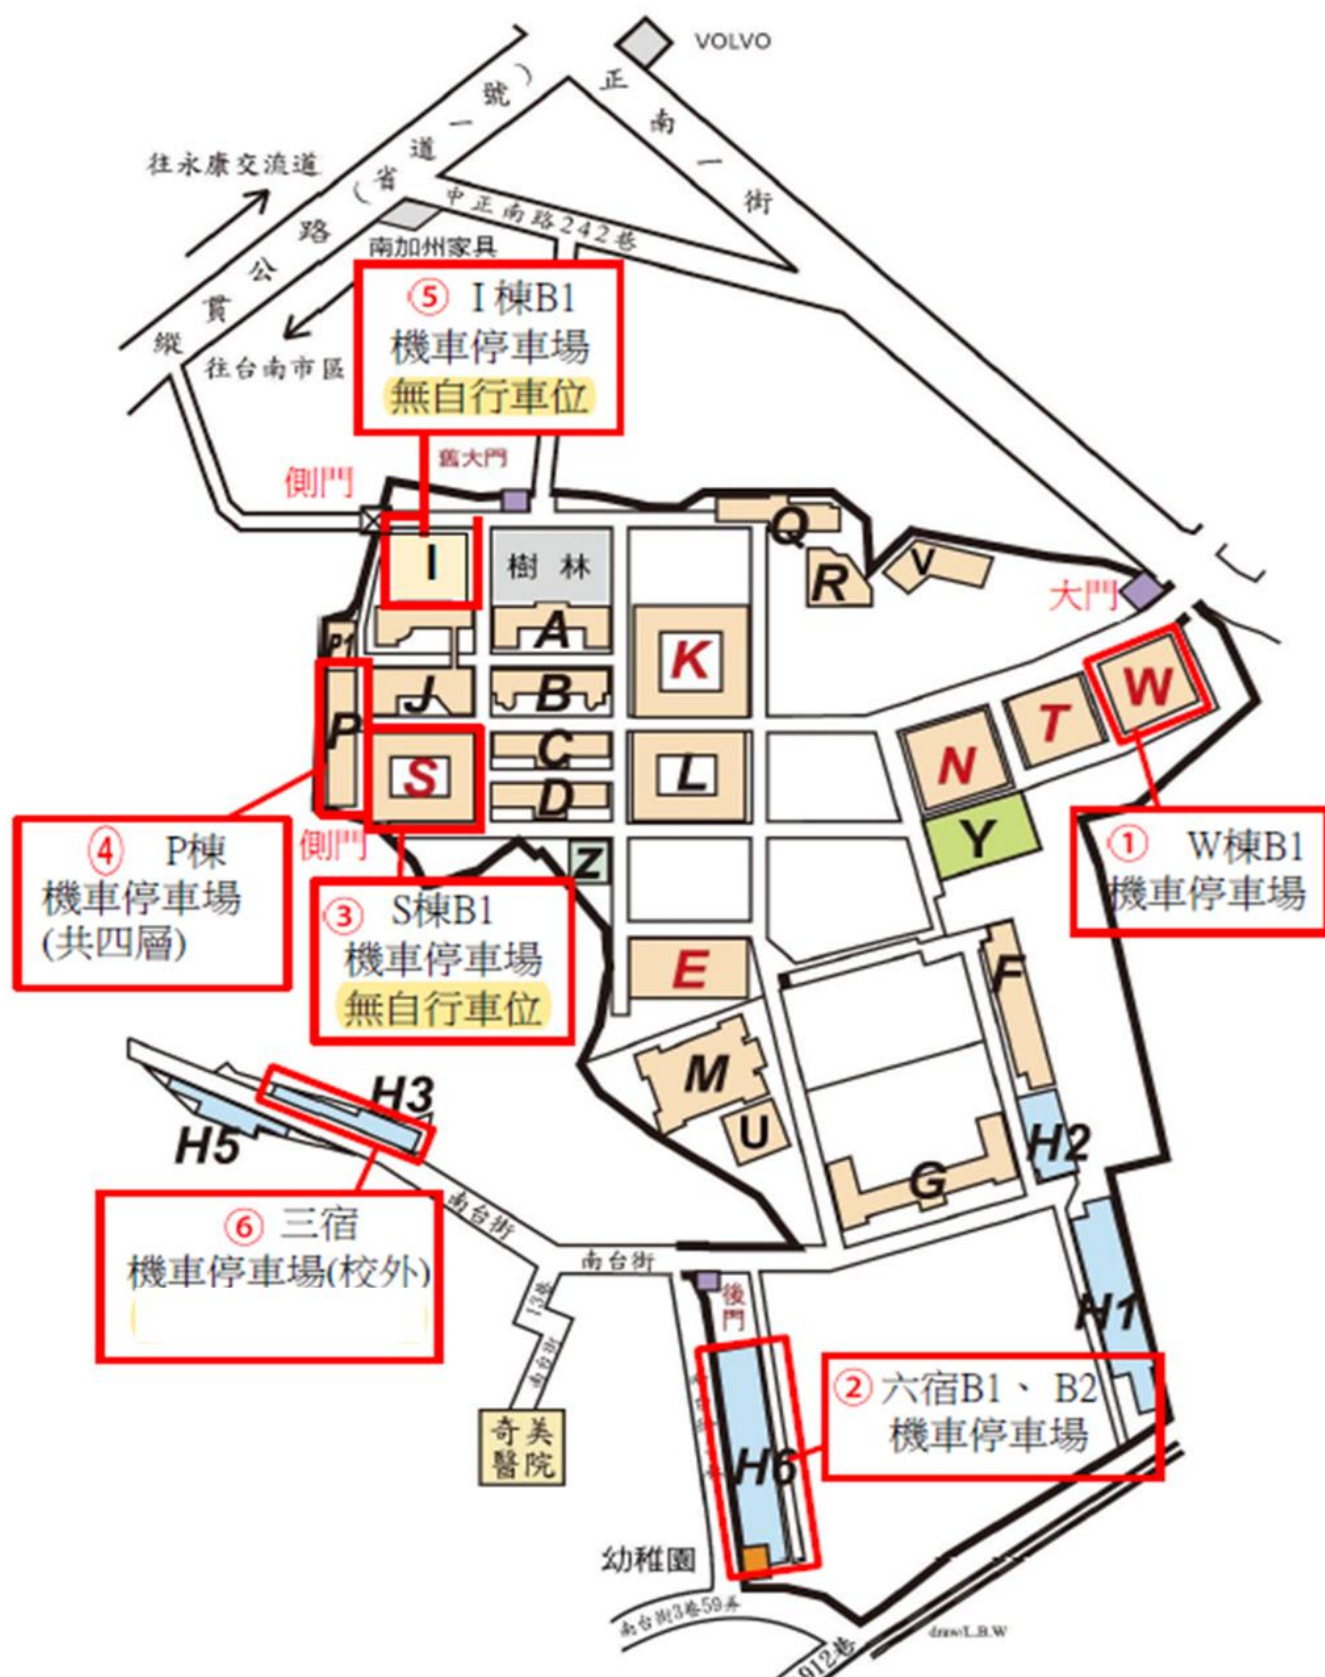 VOLVO
正南一街
縱貫公路(省道一號)
往永康交流道
中正南路242巷
南加州家具
往台南市區
⑤ I棟B1
機車停車場
無自行車位
舊大門
側門
I
樹林
Q
R
V
大門
P1
A
K
W
J
B
T
P
S
C
L
N
D
Y
側門
Z
④ P棟
機車停車場
(共四層)
① W棟B1
機車停車場
③ S棟B1
機車停車場
無自行車位
E
F
M
U
H3
H5
H2
G
⑥ 三宿
機車停車場(校外)
南台街
南台街
13巷
南台街
後門
H1
② 六宿B1、 B2
機車停車場
奇美
醫院
H6
幼稚園
南台街3巷59弄
draw/L.B.W
912巷